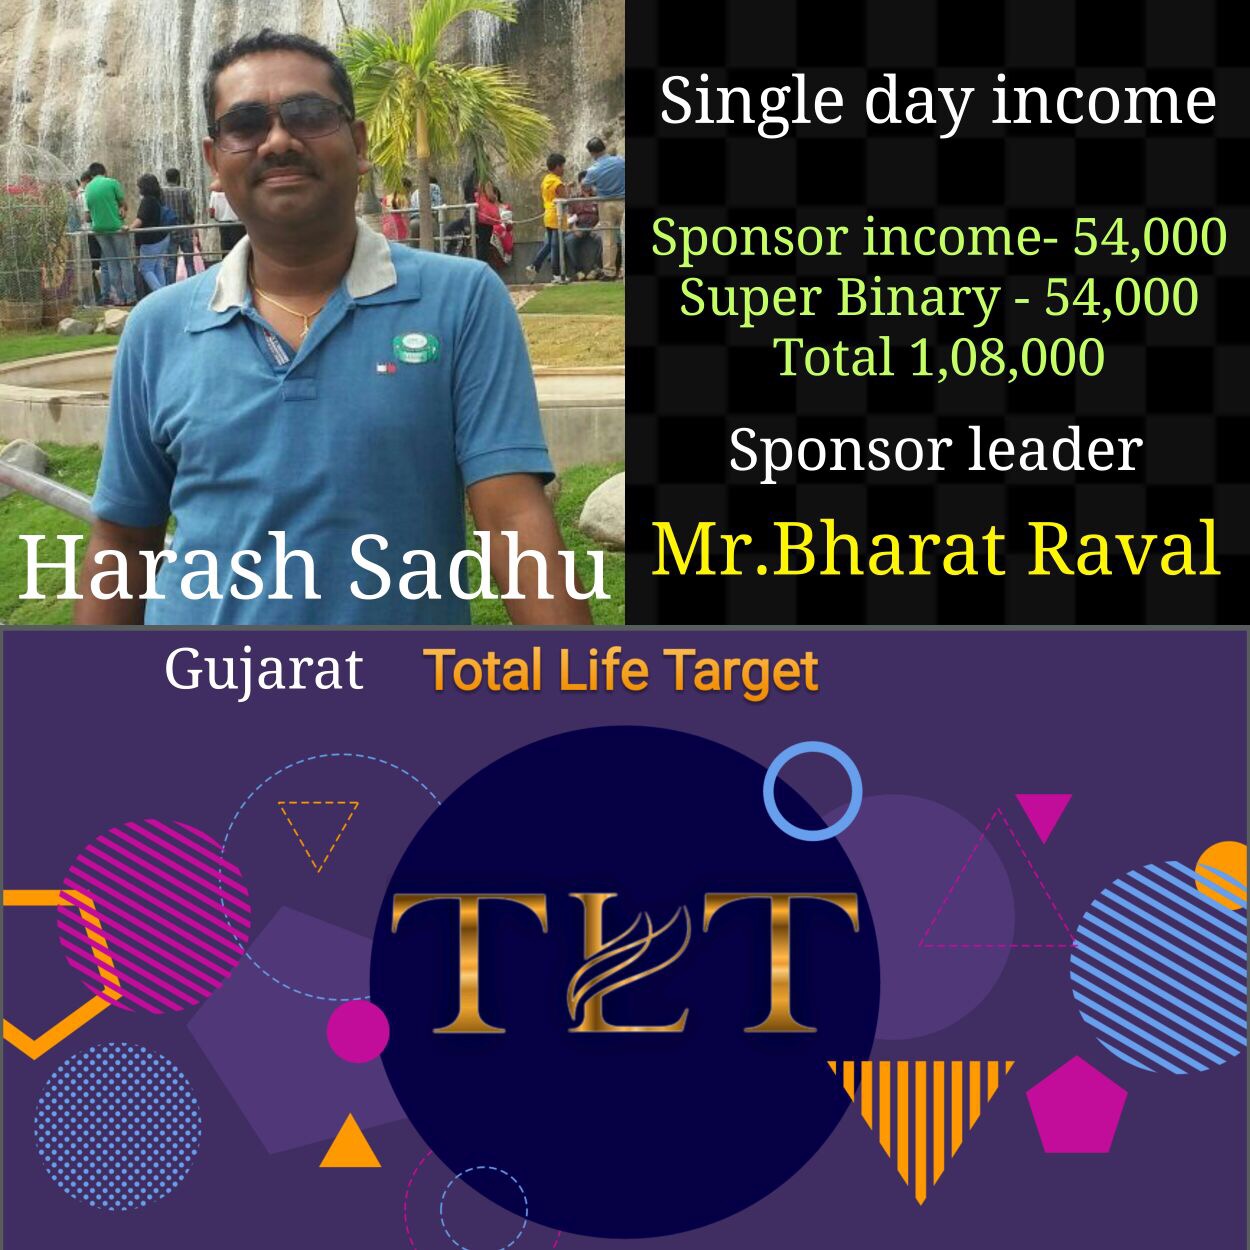 Single day income
Sponsor income- 54,000
Super Binary - 54,000
Total 1,08,000
Sponsor leader
Mr.Bharat Raval
Harash Sadhu
Gujarat
Total Life Target
TLT